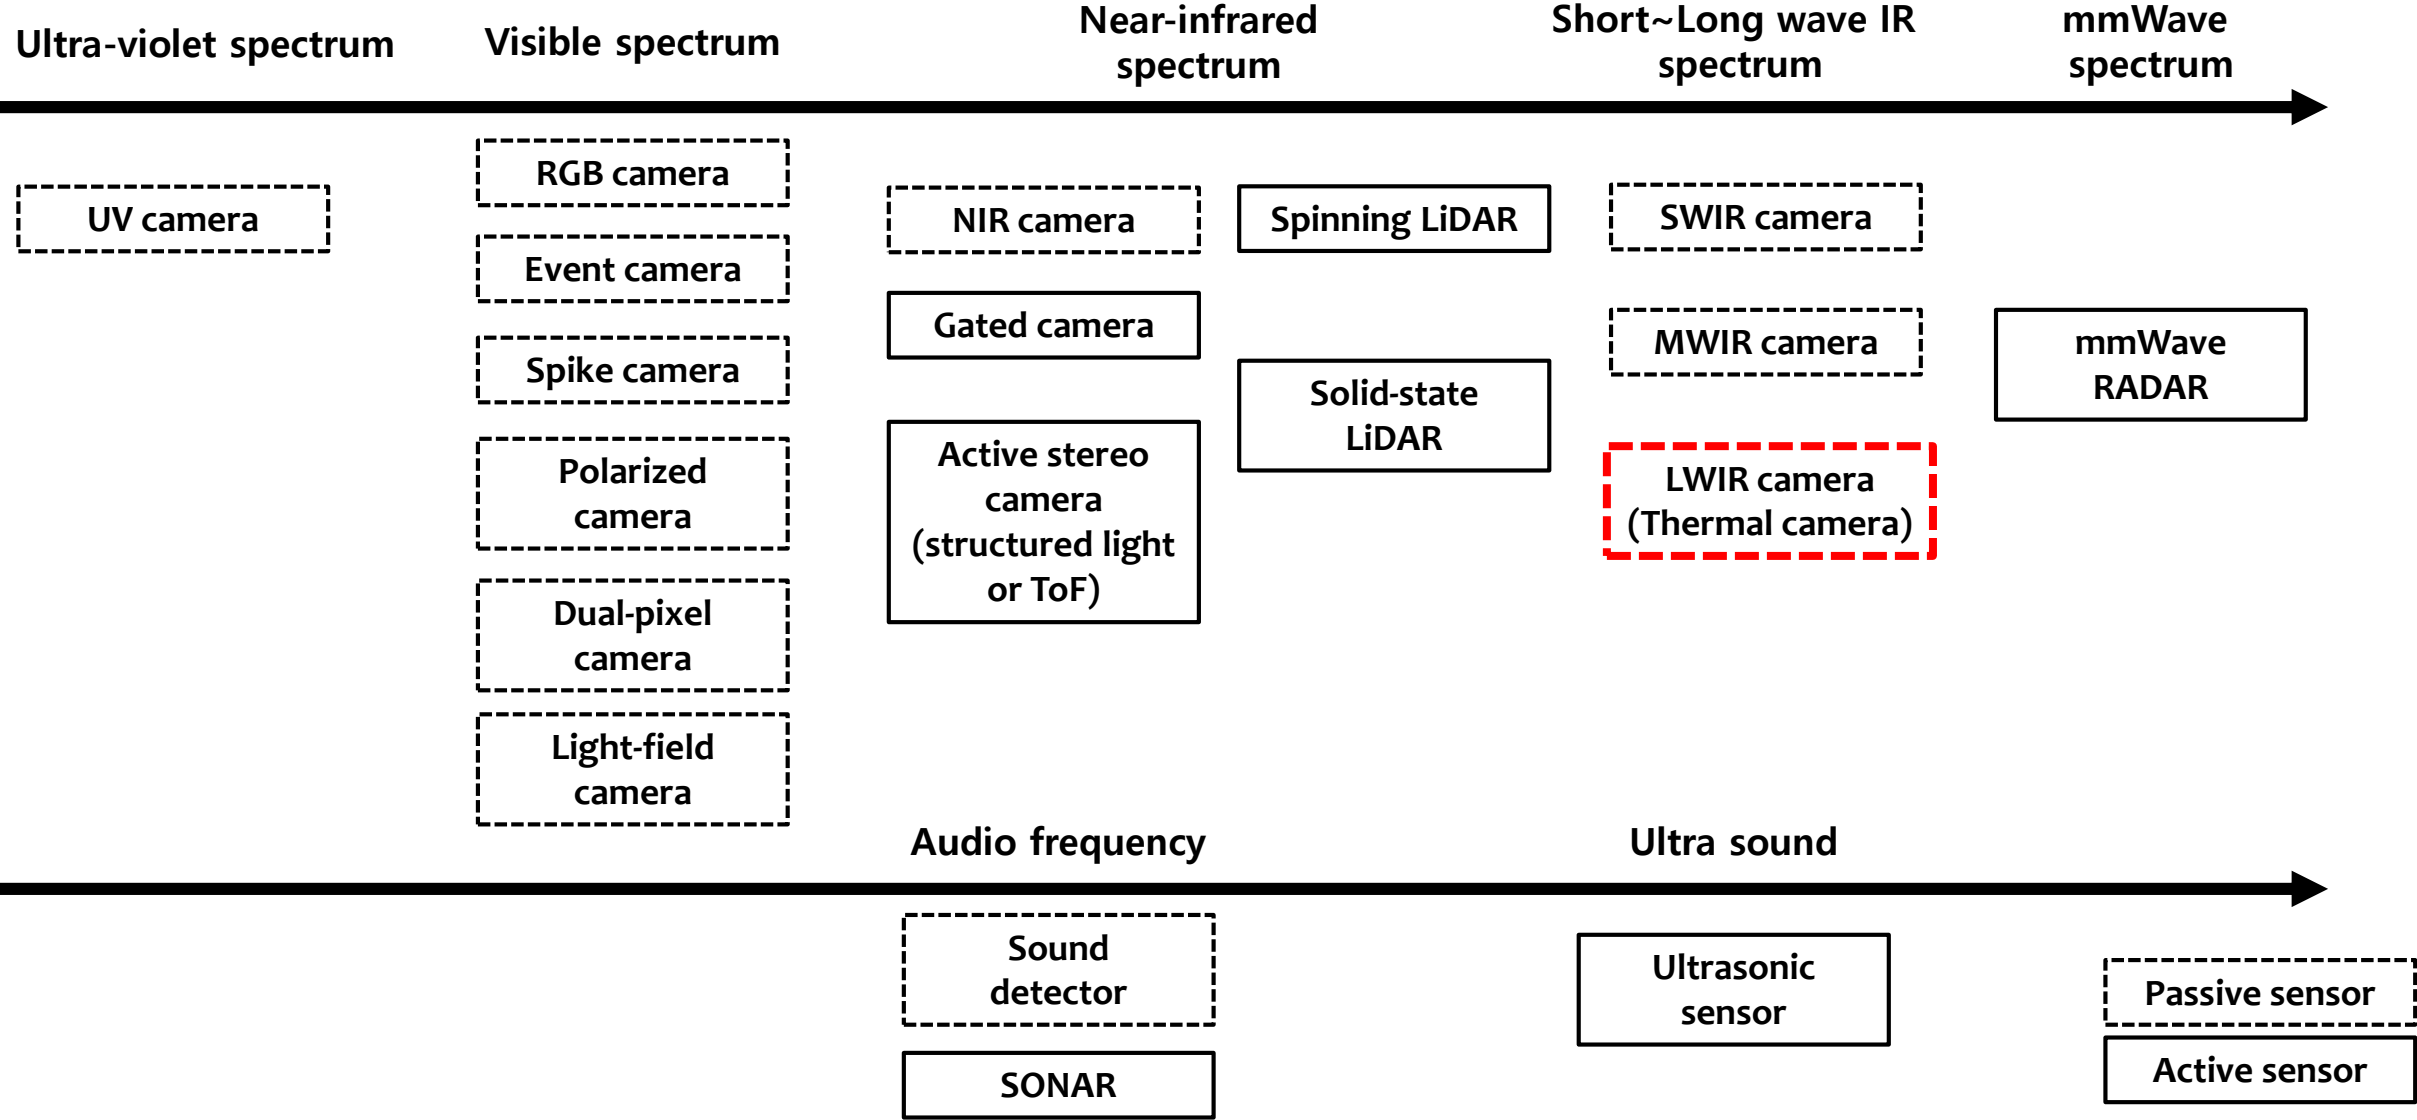 Ultra-violet spectrum
Visible spectrum
Near-infrared
spectrum
Short~Long wave IR
spectrum
mmWave
spectrum
UV camera
RGB camera
Event camera
Spike camera
Polarized
camera
Dual-pixel
camera
Light-field
camera
NIR camera
Gated camera
Active stereo
camera
(structured light
or ToF)
Spinning LiDAR
Solid-state
LiDAR
SWIR camera
MWIR camera
LWIR camera
(Thermal camera)
mmWave
RADAR
Audio frequency
Ultra sound
Sound
detector
SONAR
Ultrasonic
sensor
Passive sensor
Active sensor